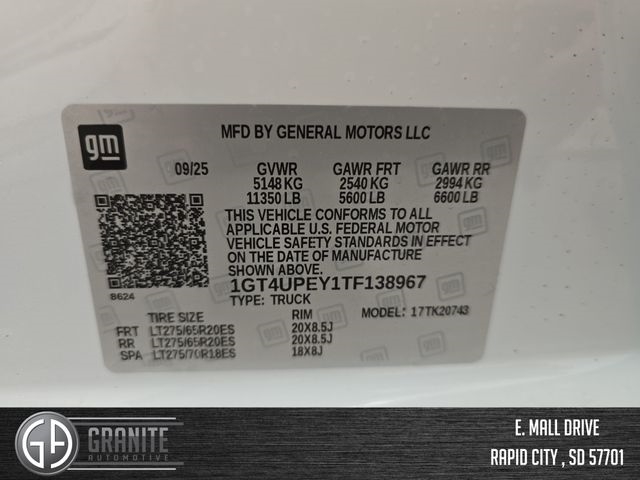 gm
MFD BY GENERAL MOTORS LLC
09/25 GVWR GAWR FRT GAWR RR
5148 KG 2540 KG 2994 KG
11350 LB 5600 LB 6600 LB
THIS VEHICLE CONFORMS TO ALL
APPLICABLE U.S. FEDERAL MOTOR
VEHICLE SAFETY STANDARDS IN EFFECT
ON THE DATE OF MANUFACTURE
SHOWN ABOVE.
8624
1GT4UPEY1TF138967
TYPE: TRUCK
MODEL: 17TK20743
TIRE SIZE RIM
FRT LT275/65R20ES 20X8.5J
RR LT275/65R20ES 20X8.5J
SPA LT275/70R18ES 18X8J
GA GRANITE
AUTOMOTIVE
E. MALL DRIVE
RAPID CITY , SD 57701